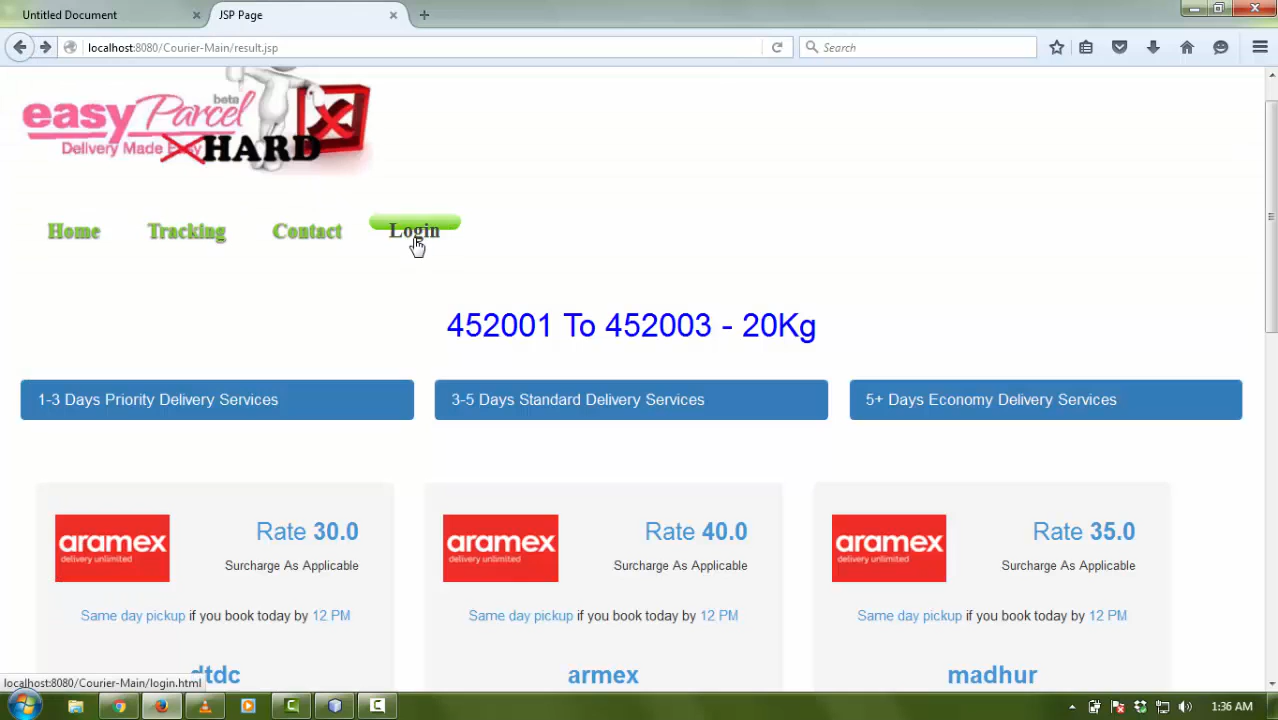 Untitled Document
JSP Page
localhost:8080/Courier-Main/result.jsp
Search
easyParcel beta
Delivery Made Easy HARD
Home Tracking Contact Login
452001 To 452003 - 20Kg
1-3 Days Priority Delivery Services
3-5 Days Standard Delivery Services
5+ Days Economy Delivery Services
aramex
delivery unlimited
Rate 30.0
Surcharge As Applicable
Same day pickup if you book today by 12 PM
dtdc
aramex
delivery unlimited
Rate 40.0
Surcharge As Applicable
Same day pickup if you book today by 12 PM
armex
aramex
delivery unlimited
Rate 35.0
Surcharge As Applicable
Same day pickup if you book today by 12 PM
madhur
localhost:8080/Courier-Main/login.html
1:36 AM